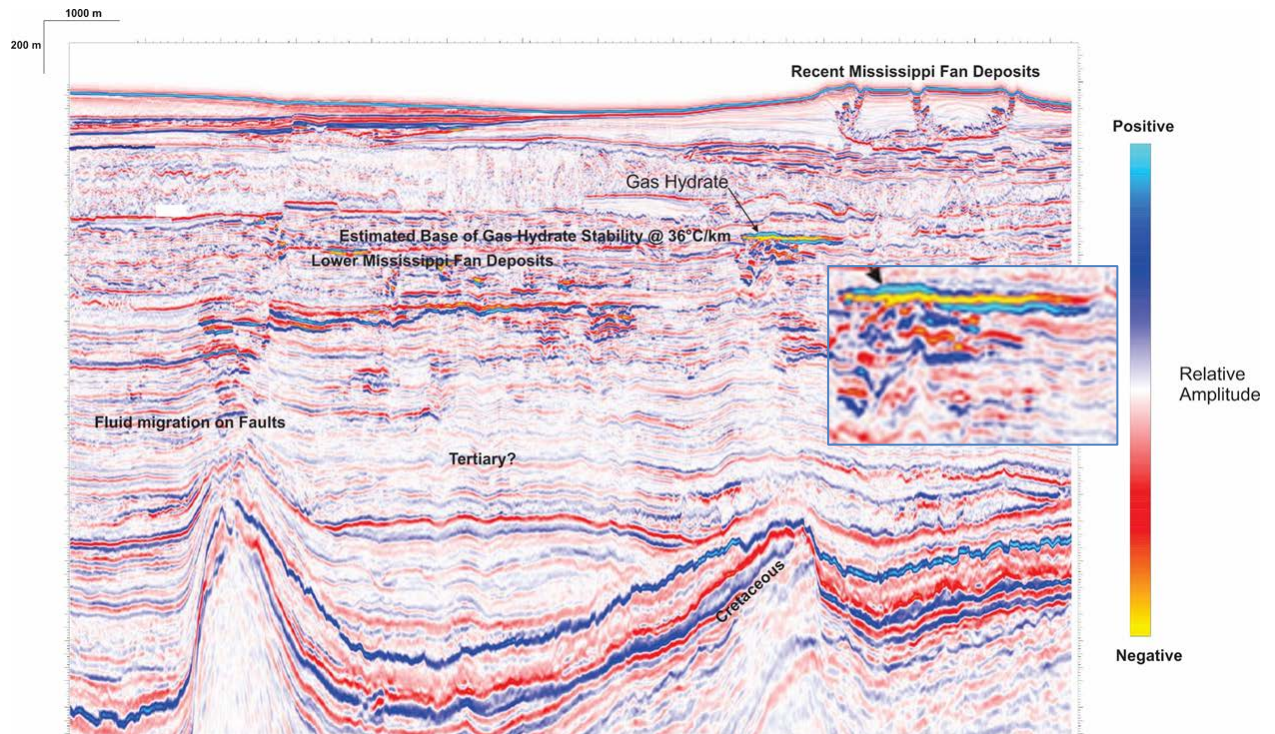 1000 m
200 m
Recent Mississippi Fan Deposits
Positive
Gas Hydrate
Estimated Base of Gas Hydrate Stability @ 36°C/km
Lower Mississippi Fan Deposits
Relative
Amplitude
Fluid migration on Faults
Tertiary?
Cretaceous
Negative